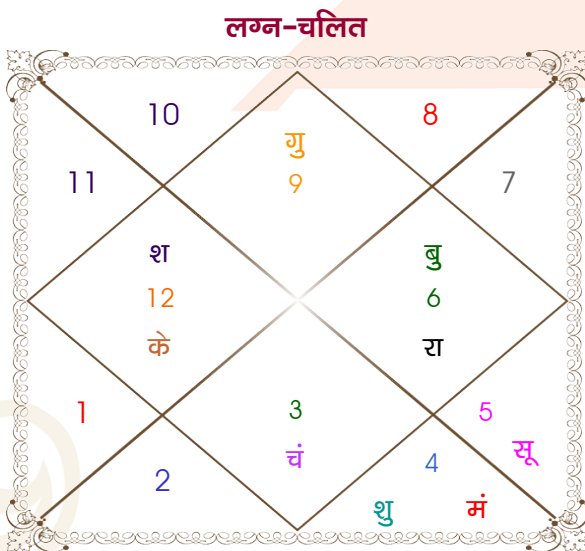 लग्न-चलित
10 8
गु
11 9 7
श बु
12 6
के रा
1 3 5
चं सू
2 4
शु मं